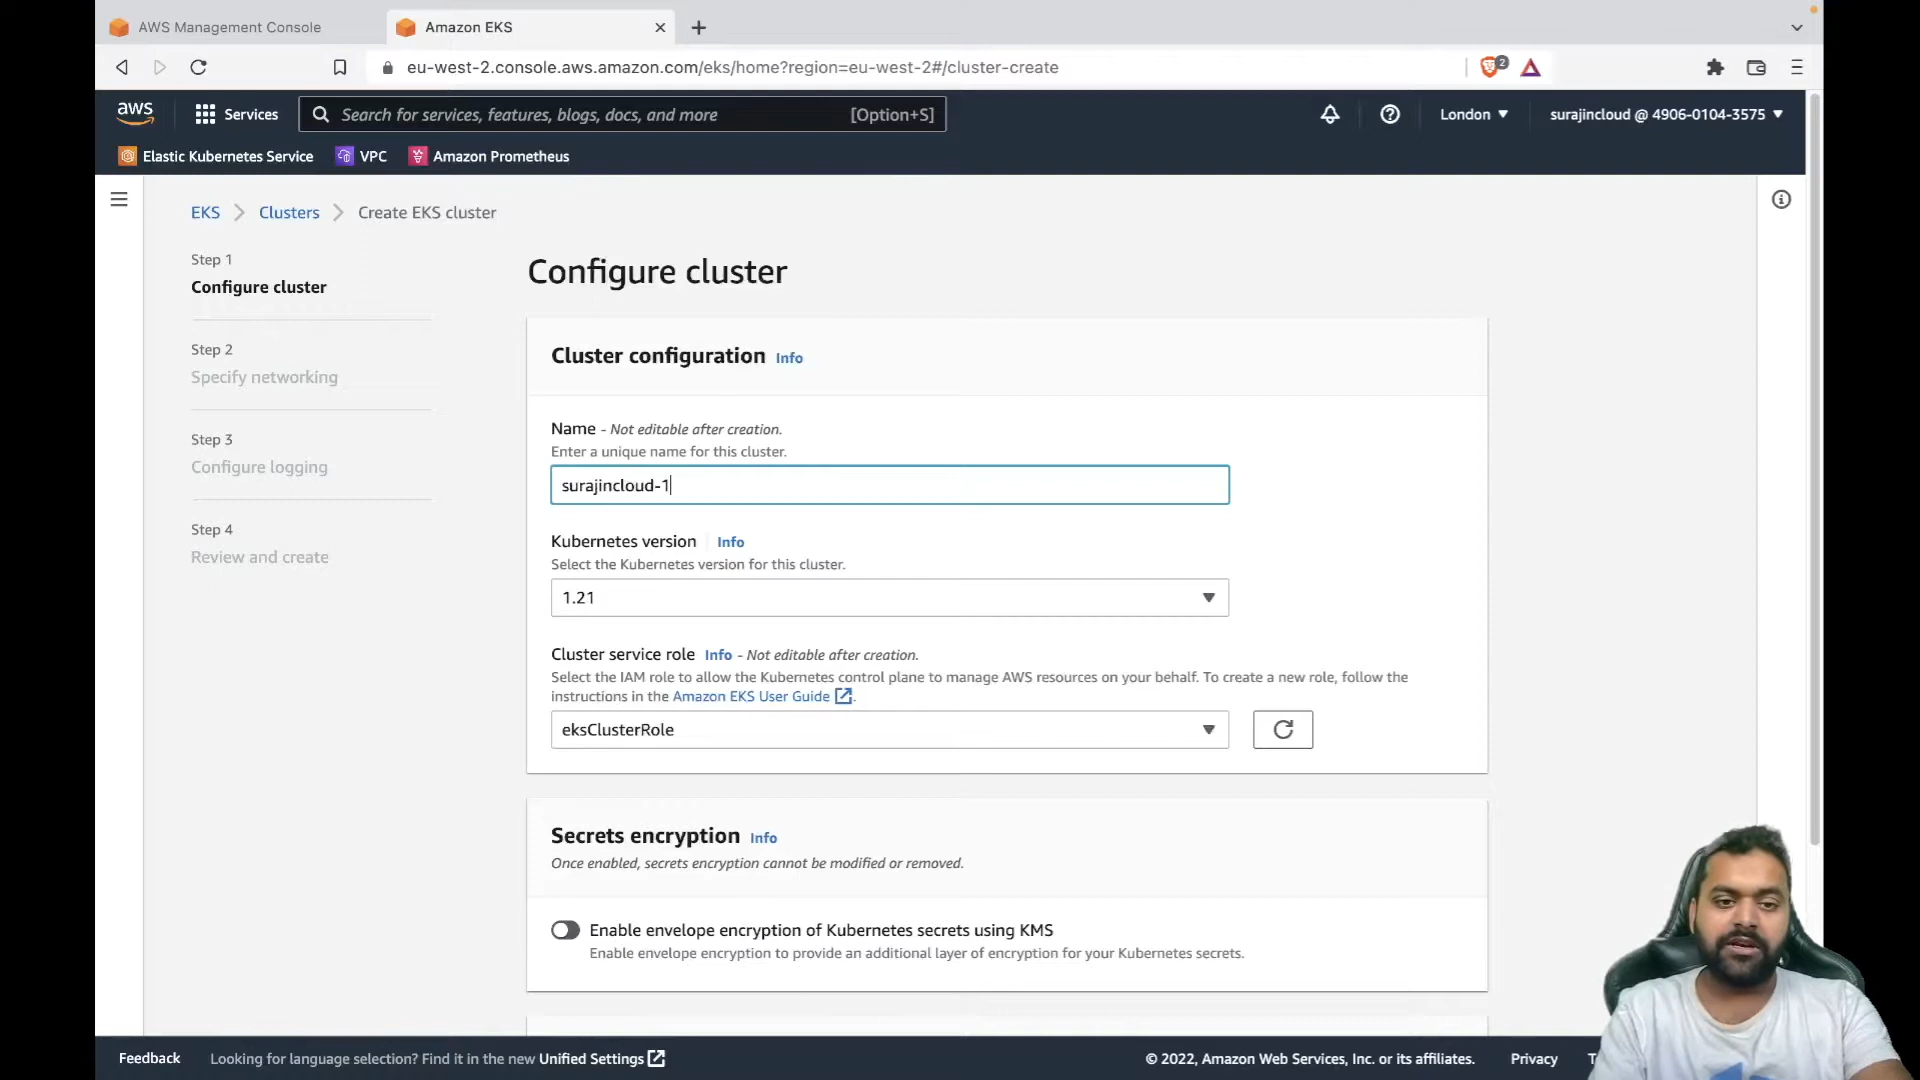 AWS Management Console
Amazon EKS
eu-west-2.console.aws.amazon.com/eks/home?region=eu-west-2#/cluster-create
2
aws
Services
Search for services, features, blogs, docs, and more
[Option+S]
London
surajincloud @ 4906-0104-3575
Elastic Kubernetes Service
VPC
Amazon Prometheus
EKS
Clusters
Create EKS cluster
Step 1
Configure cluster
Step 2
Specify networking
Step 3
Configure logging
Step 4
Review and create
Configure cluster
Cluster configuration Info
Name - Not editable after creation.
Enter a unique name for this cluster.
surajincloud-1
Kubernetes version Info
Select the Kubernetes version for this cluster.
1.21
Cluster service role Info - Not editable after creation.
Select the IAM role to allow the Kubernetes control plane to manage AWS resources on your behalf. To create a new role, follow the
instructions in the Amazon EKS User Guide.
eksClusterRole
Secrets encryption Info
Once enabled, secrets encryption cannot be modified or removed.
Enable envelope encryption of Kubernetes secrets using KMS
Enable envelope encryption to provide an additional layer of encryption for your Kubernetes secrets.
Feedback
Looking for language selection? Find it in the new Unified Settings
© 2022, Amazon Web Services, Inc. or its affiliates.
Privacy